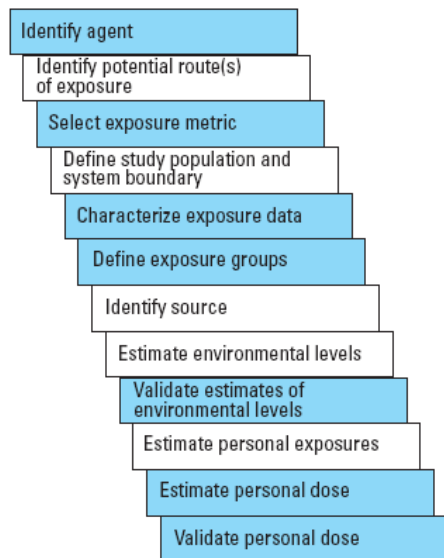 Identify agent
Identify potential route(s)
of exposure
Select exposure metric
Define study population and
system boundary
Characterize exposure data
Define exposure groups
Identify source
Estimate environmental levels
Validate estimates of
environmental levels
Estimate personal exposures
Estimate personal dose
Validate personal dose